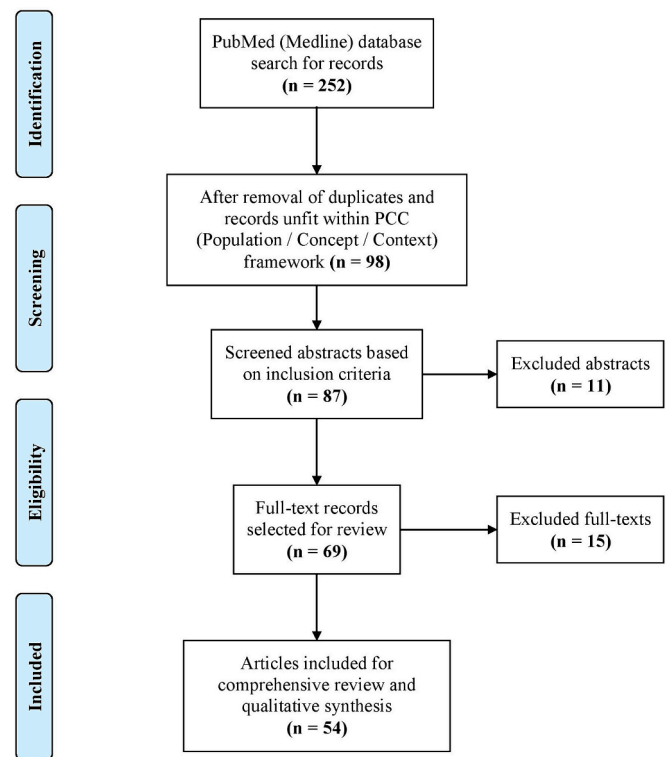 Identification
PubMed (Medline) database
search for records
(n = 252)
After removal of duplicates and
records unfit within PCC
(Population / Concept / Context)
framework (n = 98)
Screening
Screened abstracts based
on inclusion criteria
(n = 87)
Excluded abstracts
(n = 11)
Eligibility
Full-text records
selected for review
(n = 69)
Excluded full-texts
(n = 15)
Included
Articles included for
comprehensive review and
qualitative synthesis
(n = 54)